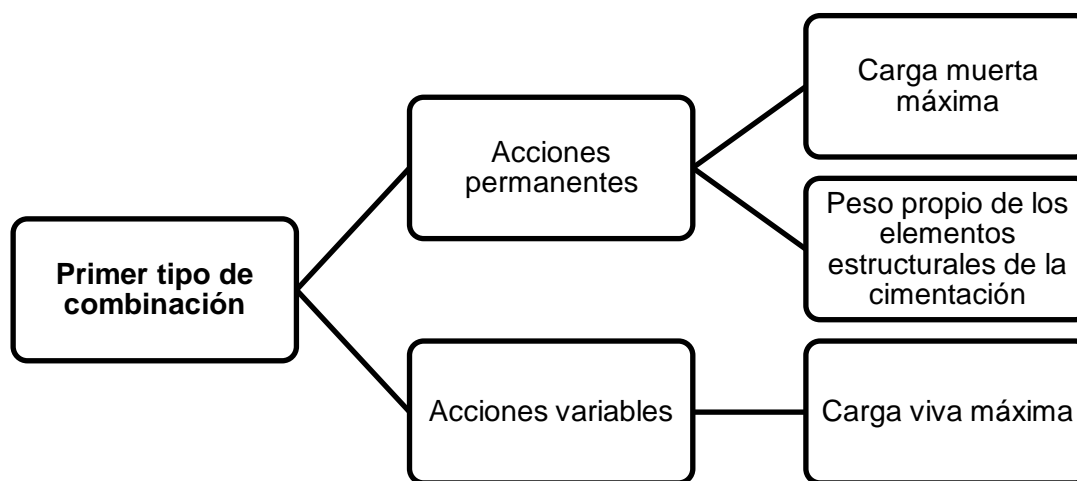 Primer tipo de
combinación
Acciones
permanentes
Carga muerta
máxima
Peso propio de los
elementos
estructurales de la
cimentación
Acciones variables
Carga viva máxima